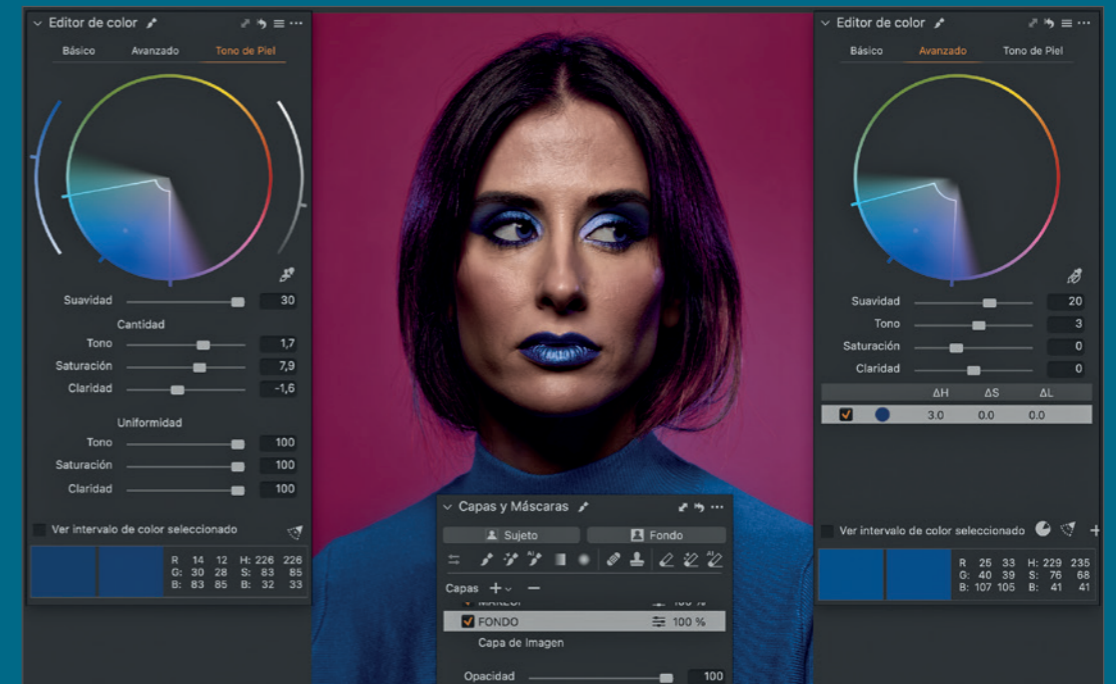 Editor de color
Básico Avanzado Tono de Piel
Suavidad 30
Cantidad
Tono 1,7
Saturación 7,9
Claridad -1,6
Uniformidad
Tono 100
Saturación 100
Claridad 100
Ver intervalo de color seleccionado
R 14 12 H: 226 226
G: 30 28 S: 83 85
B: 83 85 B: 32 33
Capas y Máscaras
Sujeto Fondo
Capas
FONDO 100 %
Capa de Imagen
Opacidad 100
Editor de color
Básico Avanzado Tono de Piel
Suavidad 20
Tono 3
Saturación 0
Claridad 0
ΔH ΔS ΔL
3.0 0.0 0.0
Ver intervalo de color seleccionado
R 25 33 H: 229 235
G: 40 39 S: 76 68
B: 107 105 B: 41 41